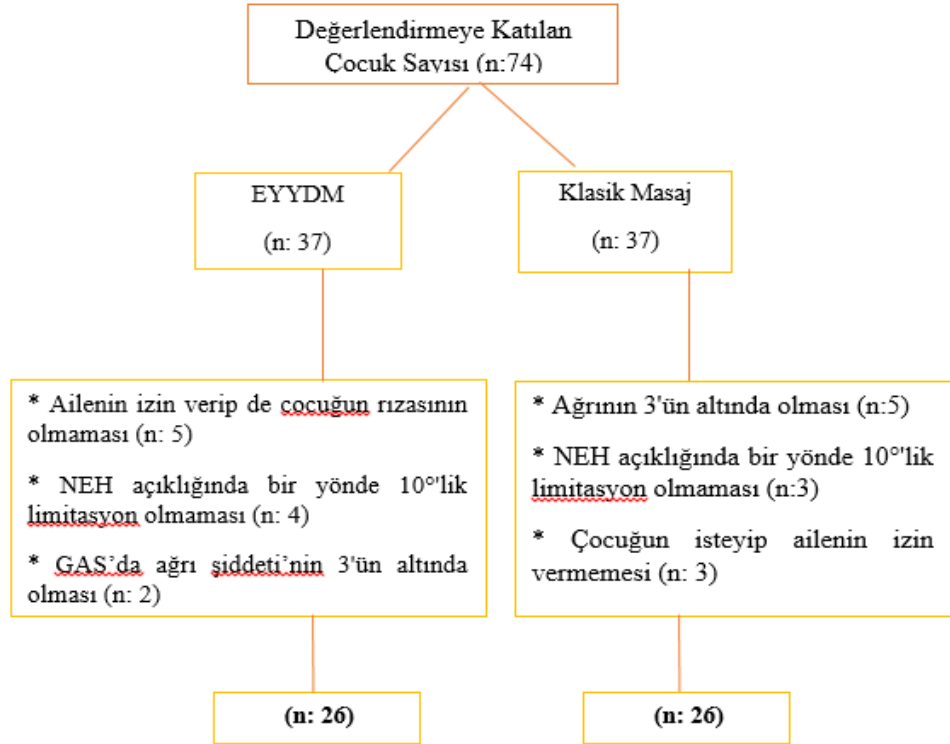 Değerlendirmeye Katılan
Çocuk Sayısı (n:74)
EYYDM
(n: 37)
Klasik Masaj
(n: 37)
* Ailenin izin verip de çocuğun rızasının
olmaması (n: 5)
* NEH açıklığında bir yönde 10°'lik
limitasyon olmaması (n: 4)
* GAS’da ağrı şiddeti’nin 3'ün altında
olması (n: 2)
* Ağrının 3'ün altında olması (n:5)
* NEH açıklığında bir yönde 10°'lik
limitasyon olmaması (n:3)
* Çocuğun isteyip ailenin izin
vermemesi (n: 3)
(n: 26)
(n: 26)